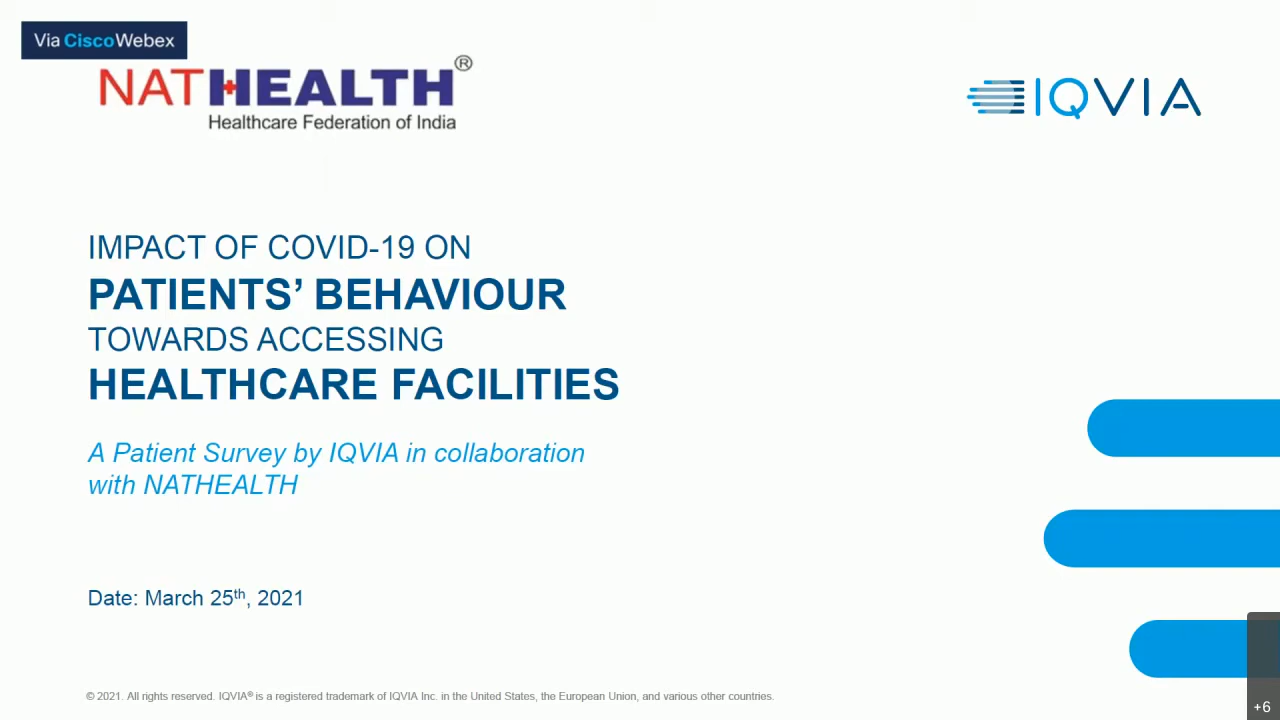 Via CiscoWebex
NATHEALTH®
Healthcare Federation of India
IQVIA
IMPACT OF COVID-19 ON
PATIENTS’ BEHAVIOUR
TOWARDS ACCESSING
HEALTHCARE FACILITIES
A Patient Survey by IQVIA in collaboration
with NATHEALTH
Date: March 25th, 2021
© 2021. All rights reserved. IQVIA® is a registered trademark of IQVIA Inc. in the United States, the European Union, and various other countries.
+6